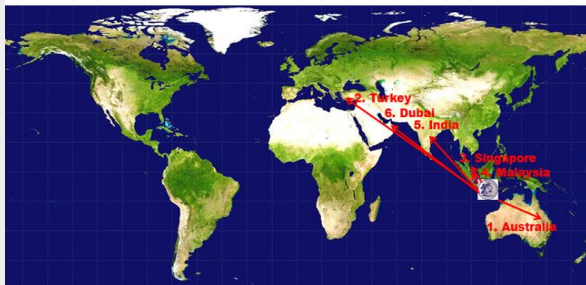 2. Turkey
6. Dubai
5. India
3. Singapore
4. Malaysia
1. Australia